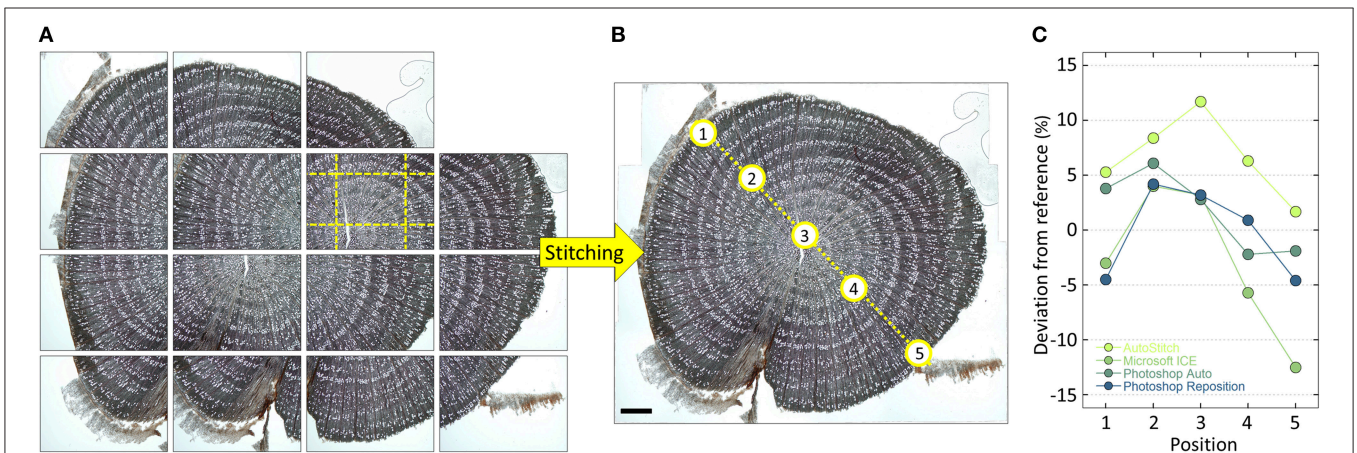 A
B
C
Stitching
1
2
3
4
5
Deviation from reference (%)
15
10
5
0
-5
-10
-15
AutoStitch
Microsoft ICE
Photoshop Auto
Photoshop Reposition
1 2 3 4 5
Position